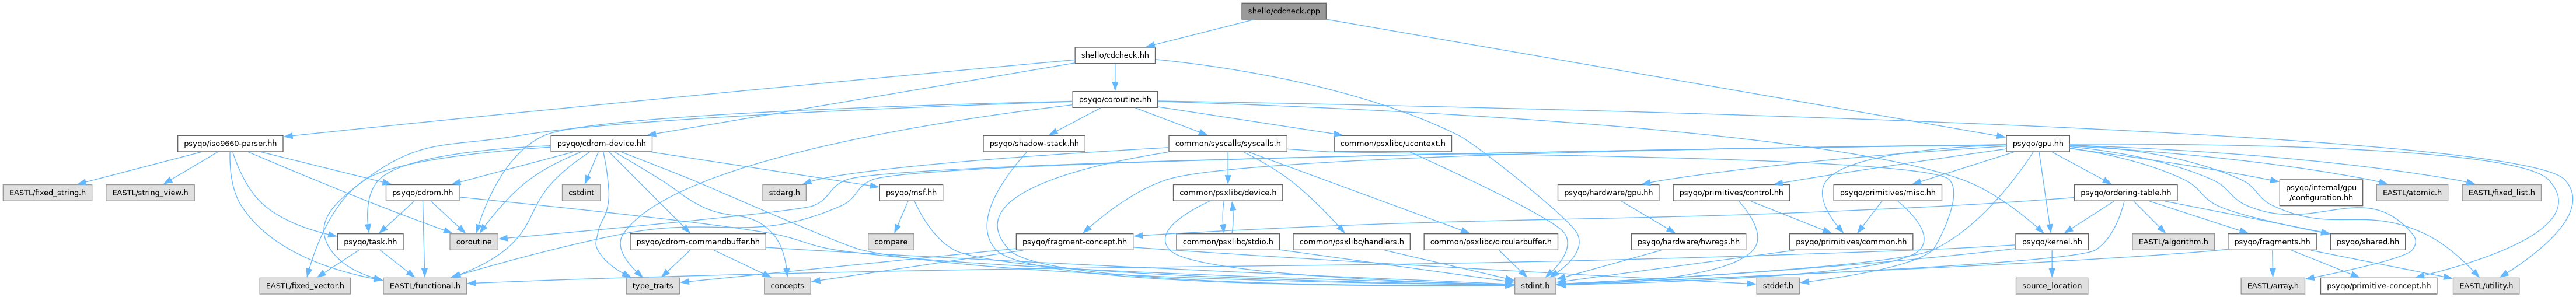 shello/cdcheck.cpp
shello/cdcheck.hh
psyqo/coroutine.hh
psyqo/iso9660-parser.hh
psyqo/cdrom-device.hh
psyqo/shadow-stack.hh
common/syscalls/syscalls.h
common/psxlibc/ucontext.h
psyqo/gpu.hh
EASTL/fixed_string.h
EASTL/string_view.h
psyqo/cdrom.hh
cstdint
psyqo/msf.hh
stdarg.h
common/psxlibc/device.h
psyqo/hardware/gpu.hh
psyqo/primitives/control.hh
psyqo/primitives/misc.hh
psyqo/ordering-table.hh
psyqo/internal/gpu
/configuration.hh
EASTL/atomic.h
EASTL/fixed_list.h
psyqo/task.hh
coroutine
psyqo/cdrom-commandbuffer.hh
compare
psyqo/fragment-concept.hh
common/psxlibc/stdio.h
common/psxlibc/handlers.h
common/psxlibc/circularbuffer.h
psyqo/hardware/hwregs.hh
psyqo/primitives/common.hh
psyqo/kernel.hh
EASTL/algorithm.h
psyqo/fragments.hh
psyqo/shared.hh
EASTL/fixed_vector.h
EASTL/functional.h
type_traits
concepts
stdint.h
stddef.h
source_location
EASTL/array.h
psyqo/primitive-concept.hh
EASTL/utility.h